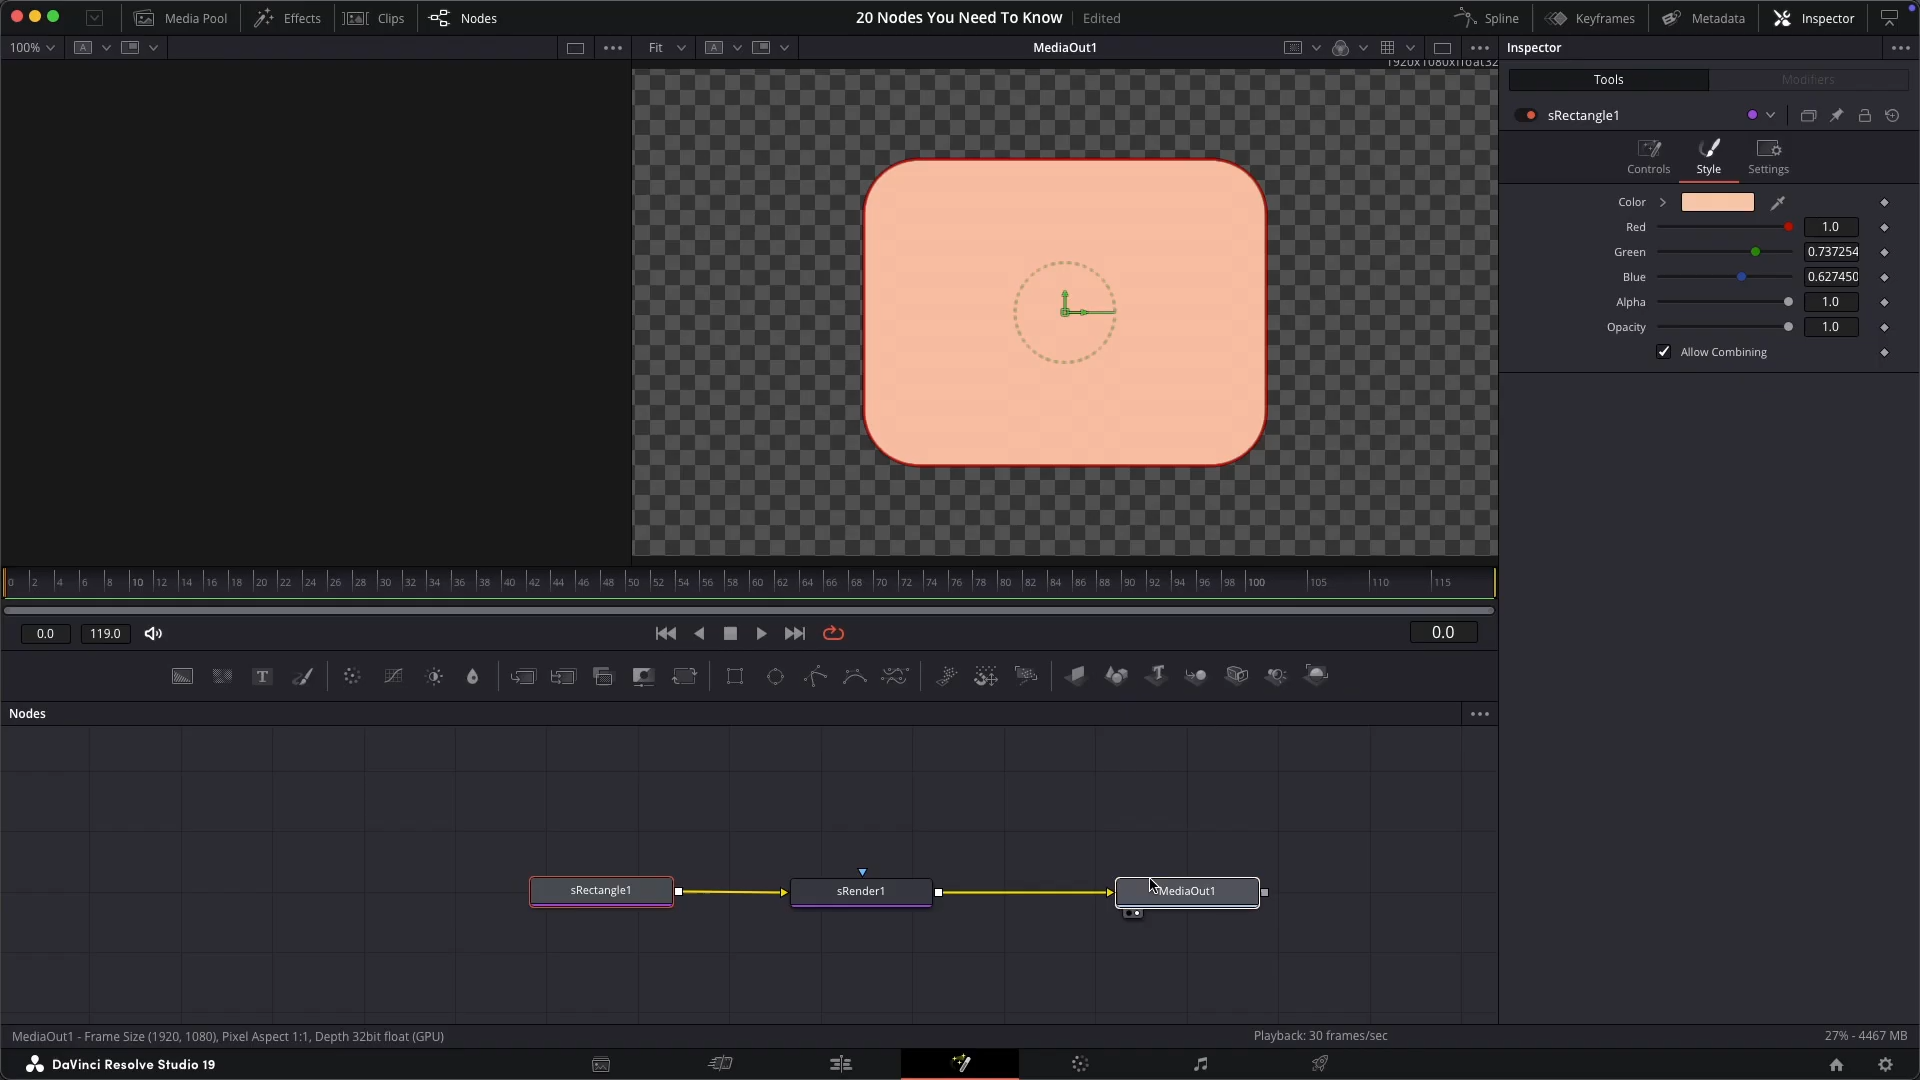 Media Pool Effects Clips Nodes 20 Nodes You Need To Know Edited Spline Keyframes Metadata Inspector
100% A Fit A MediaOut1 Inspector
1920x1080xfloat32
Tools Modifiers
sRectangle1
Controls Style Settings
Color
Red 1.0
Green 0.737254
Blue 0.627450
Alpha 1.0
Opacity 1.0
Allow Combining
0 2 4 6 8 10 12 14 16 18 20 22 24 26 28 30 32 34 36 38 40 42 44 46 48 50 52 54 56 58 60 62 64 66 68 70 72 74 76 78 80 82 84 86 88 90 92 94 96 98 100 105 110 115
0.0 119.0 0.0
T T
Nodes
sRectangle1 sRender1 MediaOut1
MediaOut1 - Frame Size (1920, 1080), Pixel Aspect 1:1, Depth 32bit float (GPU) Playback: 30 frames/sec 27% - 4467 MB
DaVinci Resolve Studio 19